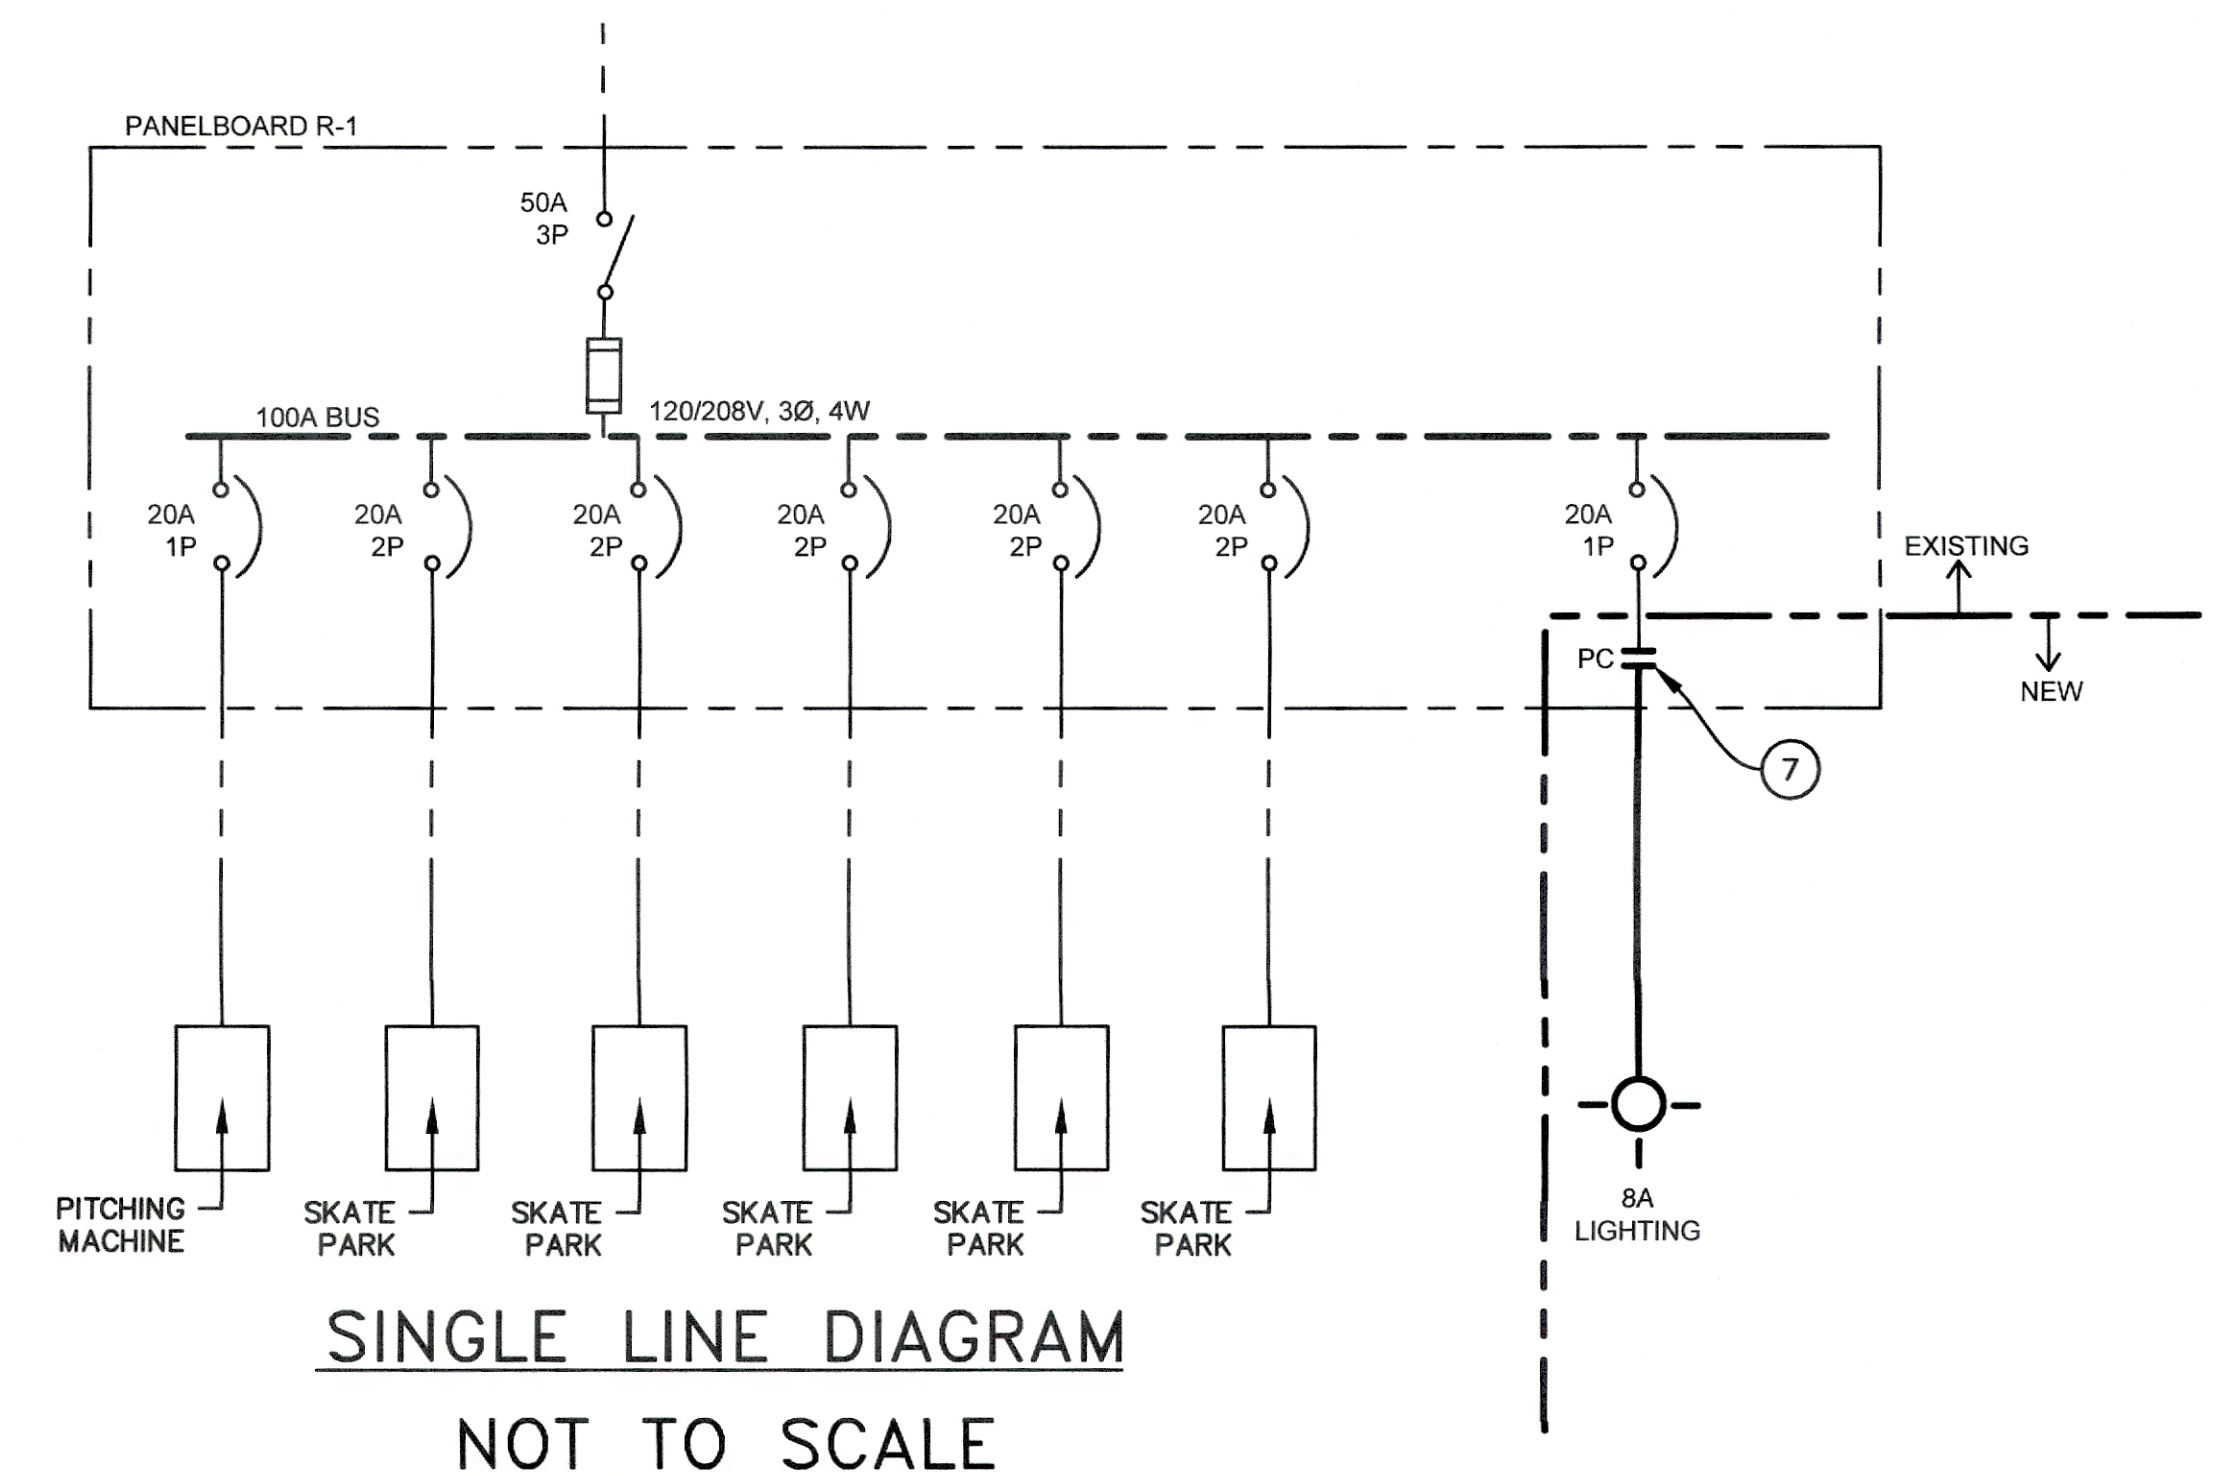 PANELBOARD R-1
50A
3P
100A BUS
120/208V, 3Ø, 4W
20A
1P
20A
2P
20A
2P
20A
2P
20A
2P
20A
2P
20A
1P
EXISTING
NEW
PC
7
PITCHING
MACHINE
SKATE
PARK
SKATE
PARK
SKATE
PARK
SKATE
PARK
SKATE
PARK
8A
LIGHTING
SINGLE LINE DIAGRAM
NOT TO SCALE